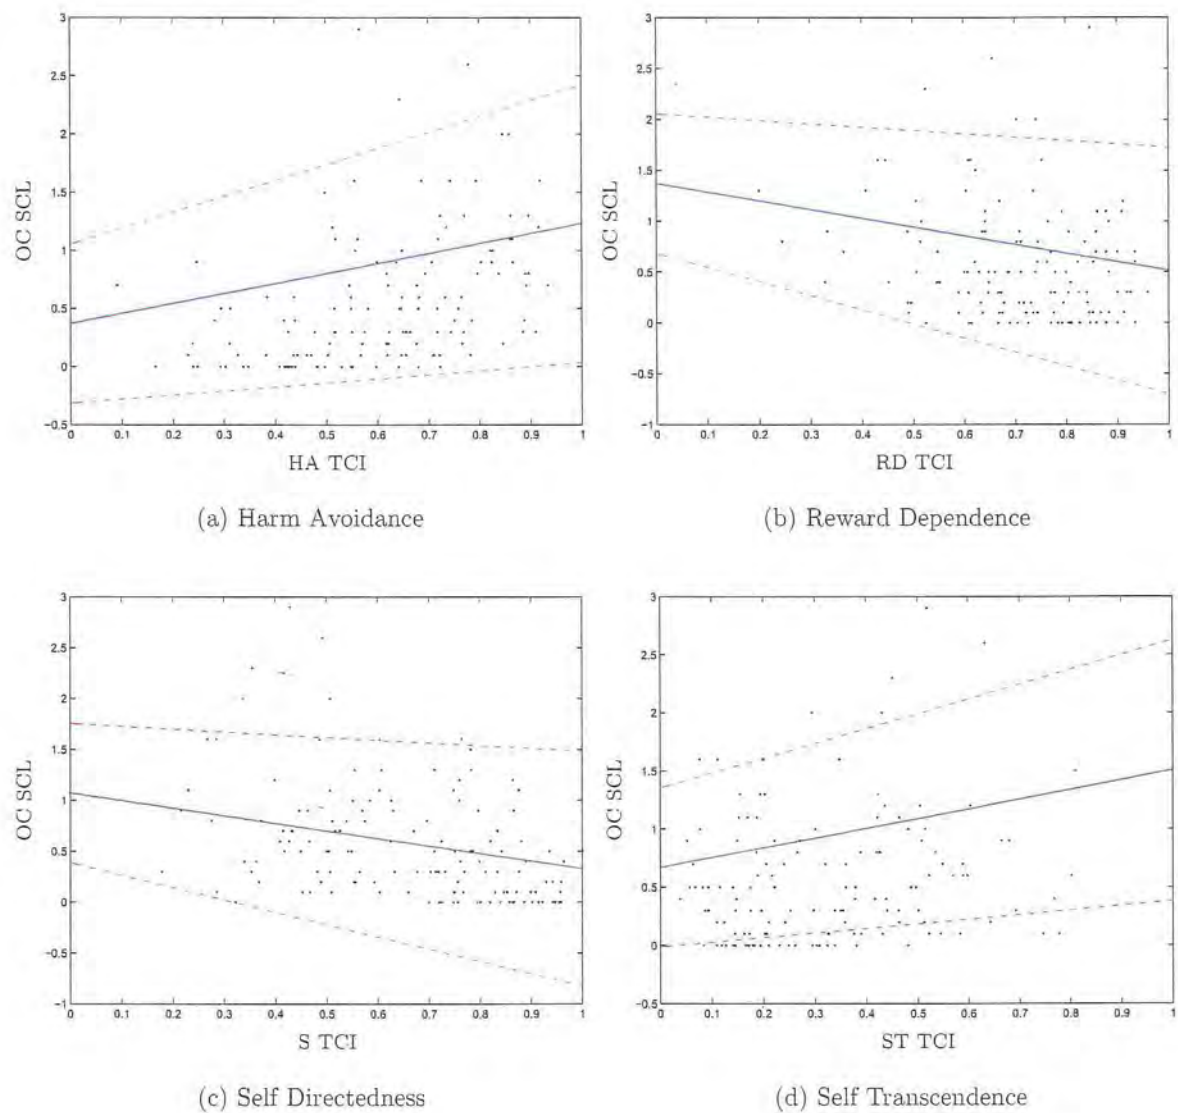 3
2.5
2
1.5
1
0.5
0
−0.5
OC SCL
0 0.1 0.2 0.3 0.4 0.5 0.6 0.7 0.8 0.9 1
HA TCI
(a) Harm Avoidance
3
2.5
2
1.5
1
0.5
0
−0.5
−1
OC SCL
0 0.1 0.2 0.3 0.4 0.5 0.6 0.7 0.8 0.9 1
RD TCI
(b) Reward Dependence
3
2.5
2
1.5
1
0.5
0
−0.5
−1
OC SCL
0 0.1 0.2 0.3 0.4 0.5 0.6 0.7 0.8 0.9 1
S TCI
(c) Self Directedness
3
2.5
2
1.5
1
0.5
0
−0.5
OC SCL
0 0.1 0.2 0.3 0.4 0.5 0.6 0.7 0.8 0.9 1
ST TCI
(d) Self Transcendence